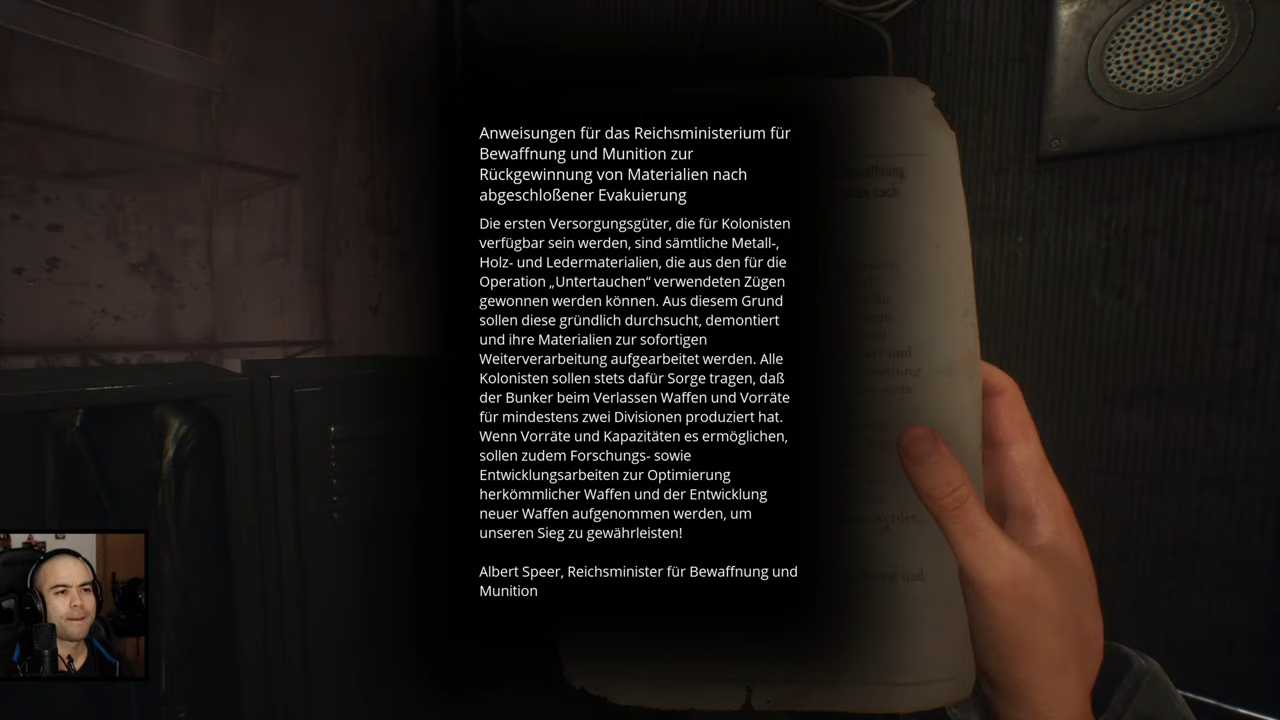 Anweisungen für das Reichsministerium für
Bewaffnung und Munition zur
Rückgewinnung von Materialien nach
abgeschloßener Evakuierung
Die ersten Versorgungsgüter, die für Kolonisten
verfügbar sein werden, sind sämtliche Metall-,
Holz- und Ledermaterialien, die aus den für die
Operation „Untertauchen“ verwendeten Zügen
gewonnen werden können. Aus diesem Grund
sollen diese gründlich durchsucht, demontiert
und ihre Materialien zur sofortigen
Weiterverarbeitung aufgearbeitet werden. Alle
Kolonisten sollen stets dafür Sorge tragen, daß
der Bunker beim Verlassen Waffen und Vorräte
für mindestens zwei Divisionen produziert hat.
Wenn Vorräte und Kapazitäten es ermöglichen,
sollen zudem Forschungs- sowie
Entwicklungsarbeiten zur Optimierung
herkömmlicher Waffen und der Entwicklung
neuer Waffen aufgenommen werden, um
unseren Sieg zu gewährleisten!
Albert Speer, Reichsminister für Bewaffnung und
Munition